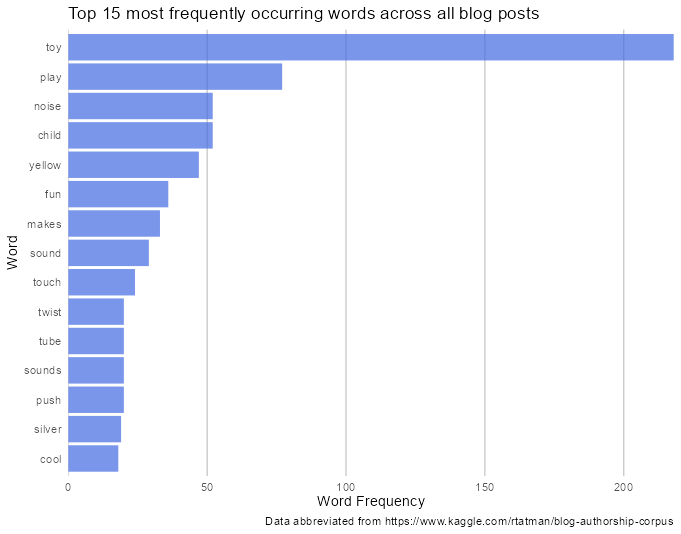 Top 15 most frequently occurring words across all blog posts
toy
play
noise
child
yellow
fun
makes
sound
touch
twist
tube
sounds
push
silver
cool
Word
0 50 100 150 200
Word Frequency
Data abbreviated from https://www.kaggle.com/rtatman/blog-authorship-corpus